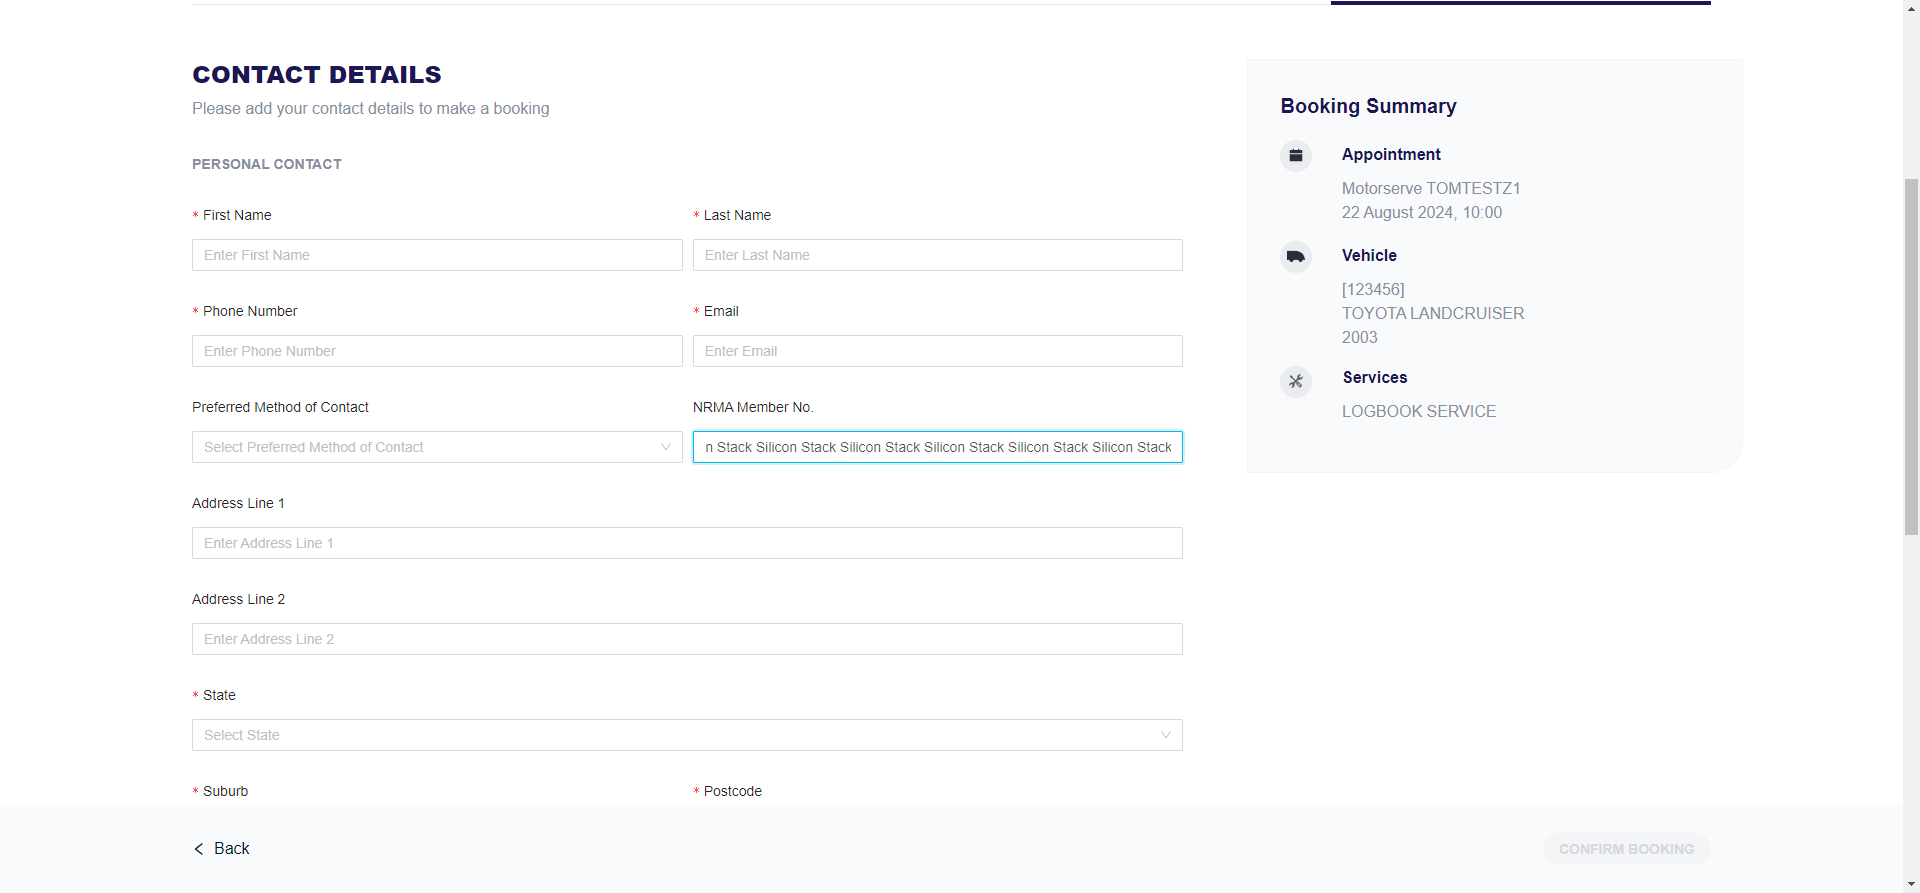 CONTACT DETAILS
Please add your contact details to make a booking
PERSONAL CONTACT
* First Name
* Last Name
Enter First Name
Enter Last Name
* Phone Number
* Email
Enter Phone Number
Enter Email
Preferred Method of Contact
NRMA Member No.
Select Preferred Method of Contact
n Stack Silicon Stack Silicon Stack Silicon Stack Silicon Stack Silicon Stack
Address Line 1
Enter Address Line 1
Address Line 2
Enter Address Line 2
* State
Select State
* Suburb
* Postcode
Booking Summary
Appointment
Motorserve TOMTESTZ1
22 August 2024, 10:00
Vehicle
[123456]
TOYOTA LANDCRUISER
2003
Services
LOGBOOK SERVICE
Back
CONFIRM BOOKING